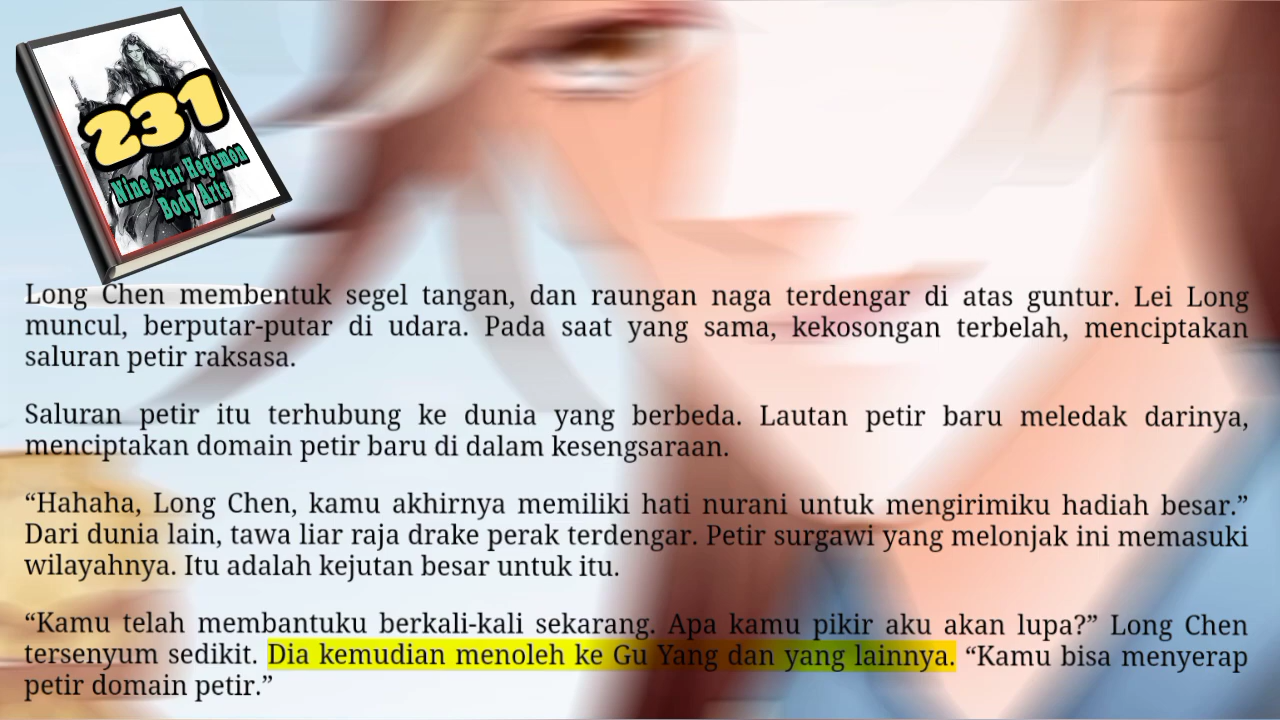 231
Nine Star Hegemon
Body Arts
Long Chen membentuk segel tangan, dan raungan naga terdengar di atas guntur. Lei Long
muncul, berputar-putar di udara. Pada saat yang sama, kekosongan terbelah, menciptakan
saluran petir raksasa.
Saluran petir itu terhubung ke dunia yang berbeda. Lautan petir baru meledak darinya,
menciptakan domain petir baru di dalam kesengsaraan.
“Hahaha, Long Chen, kamu akhirnya memiliki hati nurani untuk mengirimiku hadiah besar.”
Dari dunia lain, tawa liar raja drake perak terdengar. Petir surgawi yang melonjak ini memasuki
wilayahnya. Itu adalah kejutan besar untuk itu.
“Kamu telah membantuku berkali-kali sekarang. Apa kamu pikir aku akan lupa?” Long Chen
tersenyum sedikit. Dia kemudian menoleh ke Gu Yang dan yang lainnya. “Kamu bisa menyerap
petir domain petir.”